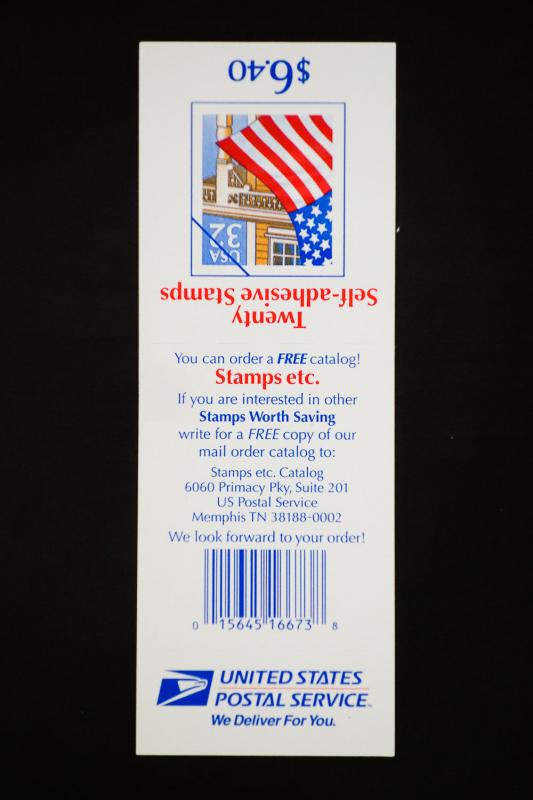 $6.40
USA
32
Twenty
Self-adhesive Stamps
You can order a FREE catalog!
Stamps etc.
If you are interested in other
Stamps Worth Saving
write for a FREE copy of our
mail order catalog to:
Stamps etc. Catalog
6060 Primacy Pky, Suite 201
US Postal Service
Memphis TN 38188-0002
We look forward to your order!
0 15645 16673 8
UNITED STATES
POSTAL SERVICE™
We Deliver For You.